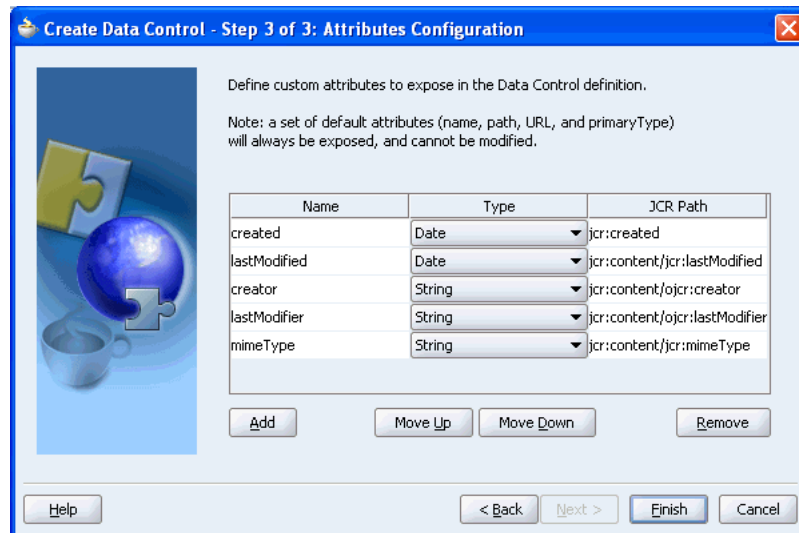 Create Data Control - Step 3 of 3: Attributes Configuration
Define custom attributes to expose in the Data Control definition.
Note: a set of default attributes (name, path, URL, and primaryType)
will always be exposed, and cannot be modified.
Name Type JCR Path
created Date jcr:created
lastModified Date jcr:content/jcr:lastModified
creator String jcr:content/ojcr:creator
lastModifier String jcr:content/ojcr:lastModifier
mimeType String jcr:content/jcr:mimeType
Add Move Up Move Down Remove
Help < Back Next > Finish Cancel